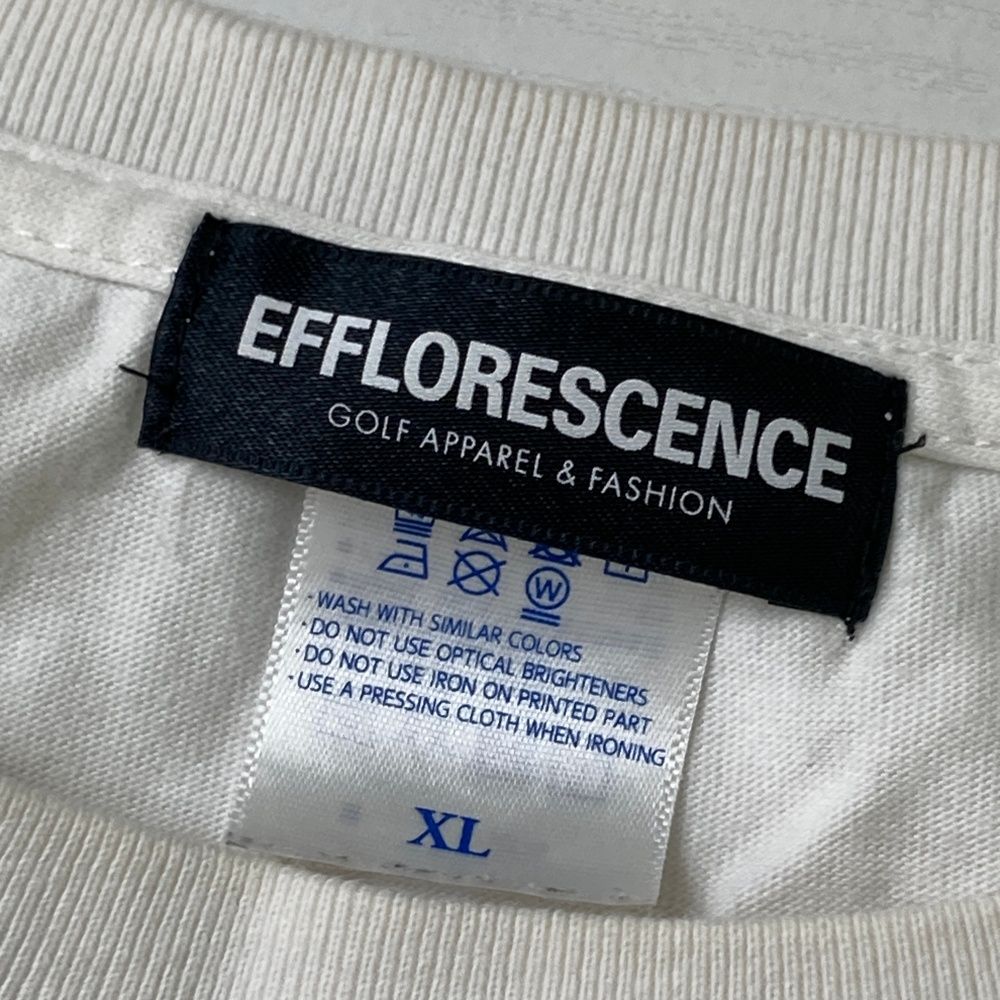 EFFLORESCENCE
GOLF APPAREL & FASHION
W
·WASH WITH SIMILAR COLORS
·DO NOT USE OPTICAL BRIGHTENERS
·DO NOT USE IRON ON PRINTED PART
·USE A PRESSING CLOTH WHEN IRONING
XL